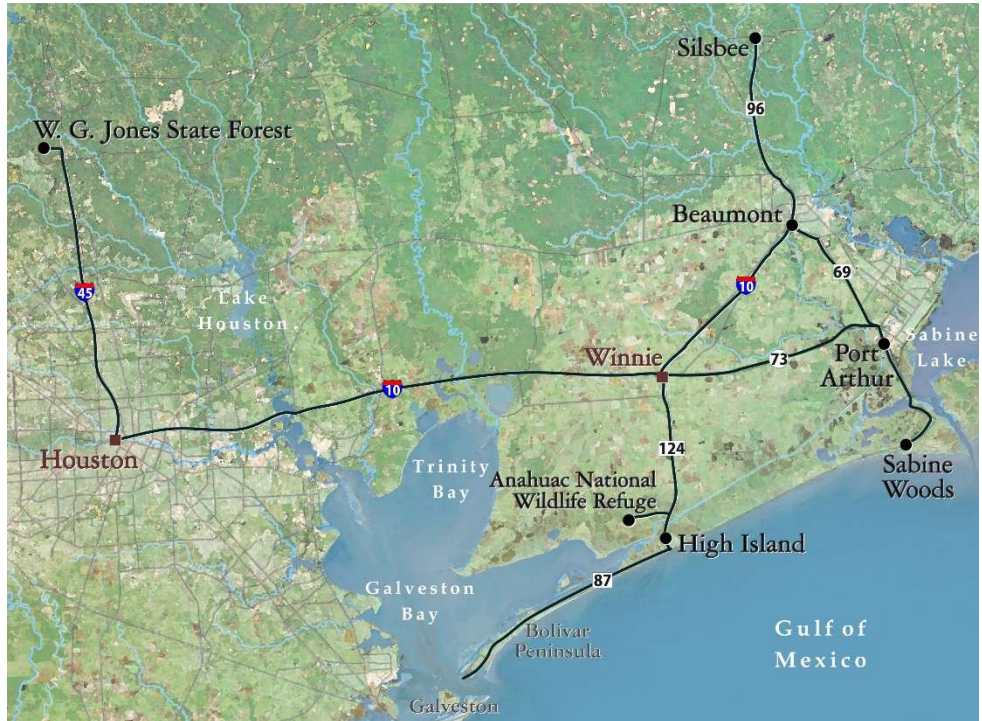 Silsbee
96
W. G. Jones State Forest
Beaumont
69
10
45
Lake
Houston
Sabine
Lake
Winnie
73
Port
Arthur
10
Houston
124
Trinity
Bay
Anahuac National
Wildlife Refuge
Sabine
Woods
High Island
87
Galveston
Bay
Bolivar
Peninsula
Gulf of
Mexico
Galveston